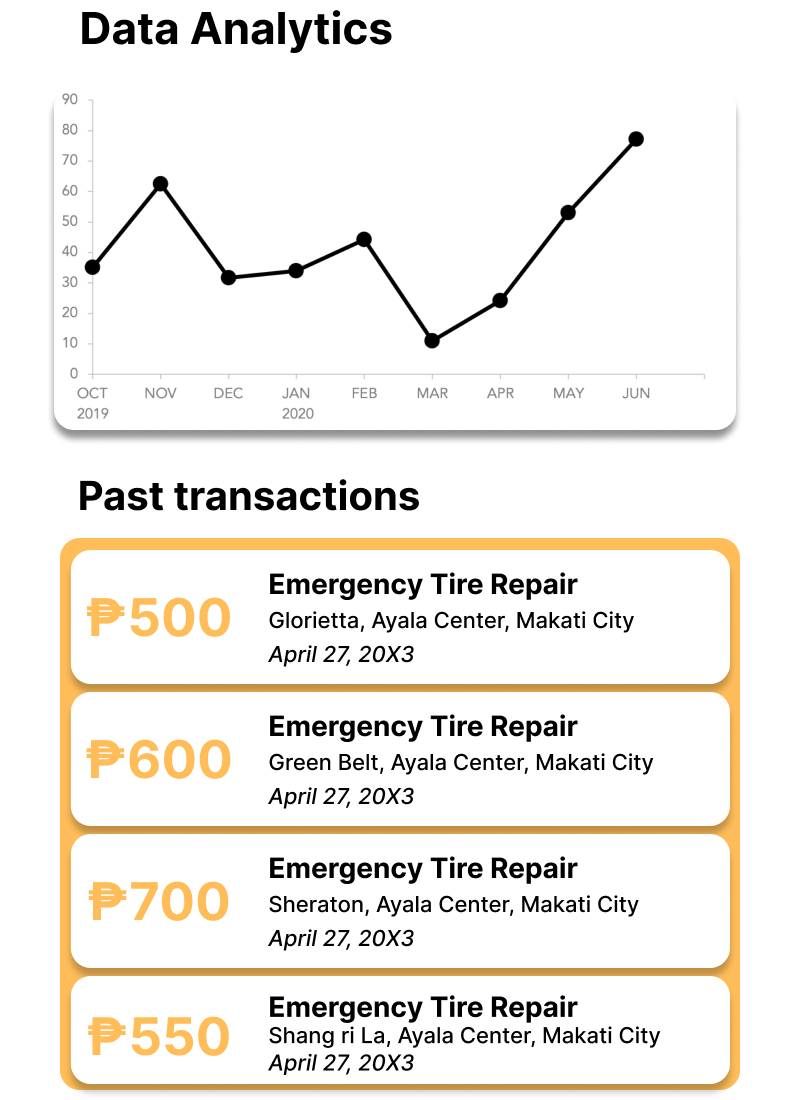 Data Analytics
90
80
70
60
50
40
30
20
10
0
OCT NOV DEC JAN FEB MAR APR MAY JUN
2019 2020
Past transactions
₱500
Emergency Tire Repair
Glorietta, Ayala Center, Makati City
April 27, 20X3
₱600
Emergency Tire Repair
Green Belt, Ayala Center, Makati City
April 27, 20X3
₱700
Emergency Tire Repair
Sheraton, Ayala Center, Makati City
April 27, 20X3
₱550
Emergency Tire Repair
Shang ri La, Ayala Center, Makati City
April 27, 20X3